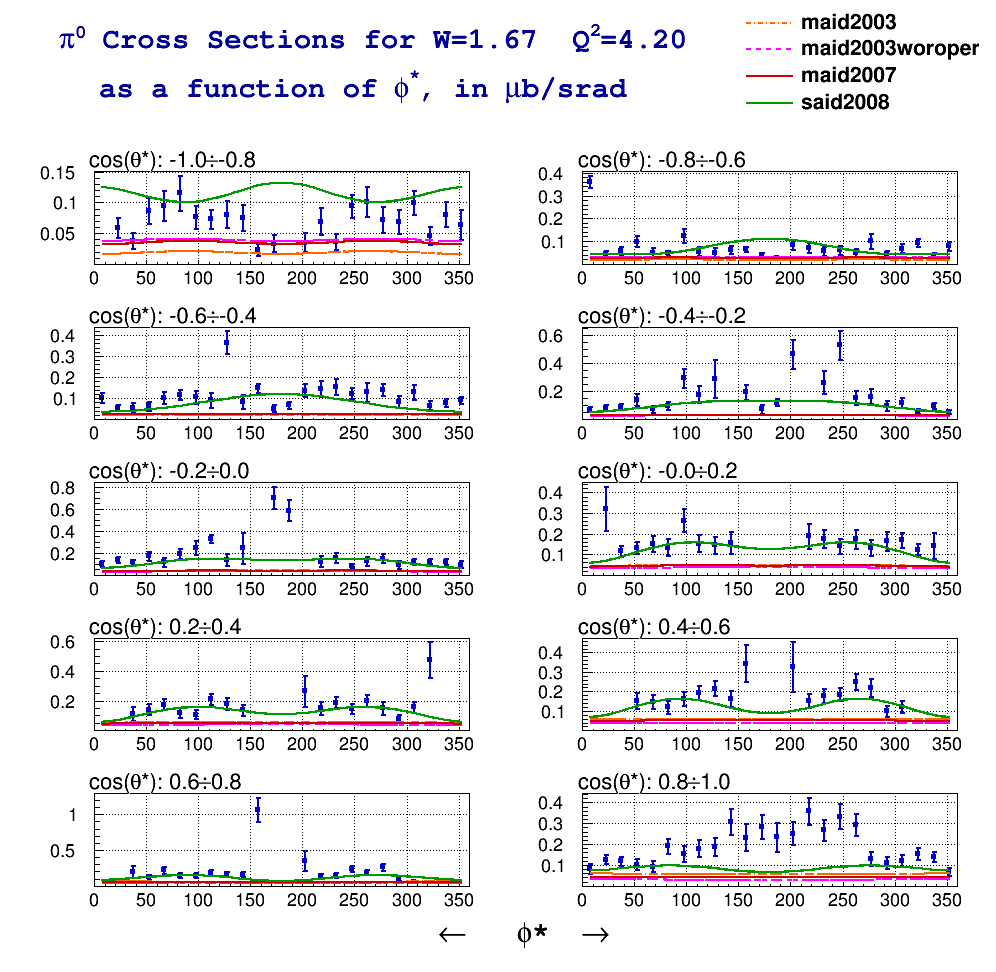 π⁰ Cross Sections for W=1.67 Q²=4.20
as a function of ϕ*, in μb/srad
maid2003
maid2003woroper
maid2007
said2008
cos(θ*): -1.0÷-0.8
0.15
0.1
0.05
0 50 100 150 200 250 300 350
cos(θ*): -0.8÷-0.6
0.4
0.3
0.2
0.1
0 50 100 150 200 250 300 350
cos(θ*): -0.6÷-0.4
0.4
0.3
0.2
0.1
0 50 100 150 200 250 300 350
cos(θ*): -0.4÷-0.2
0.6
0.4
0.2
0 50 100 150 200 250 300 350
cos(θ*): -0.2÷0.0
0.8
0.6
0.4
0.2
0 50 100 150 200 250 300 350
cos(θ*): -0.0÷0.2
0.4
0.3
0.2
0.1
0 50 100 150 200 250 300 350
cos(θ*): 0.2÷0.4
0.6
0.4
0.2
0 50 100 150 200 250 300 350
cos(θ*): 0.4÷0.6
0.4
0.3
0.2
0.1
0 50 100 150 200 250 300 350
cos(θ*): 0.6÷0.8
1
0.5
0 50 100 150 200 250 300 350
cos(θ*): 0.8÷1.0
0.4
0.3
0.2
0.1
0 50 100 150 200 250 300 350
← ϕ* →